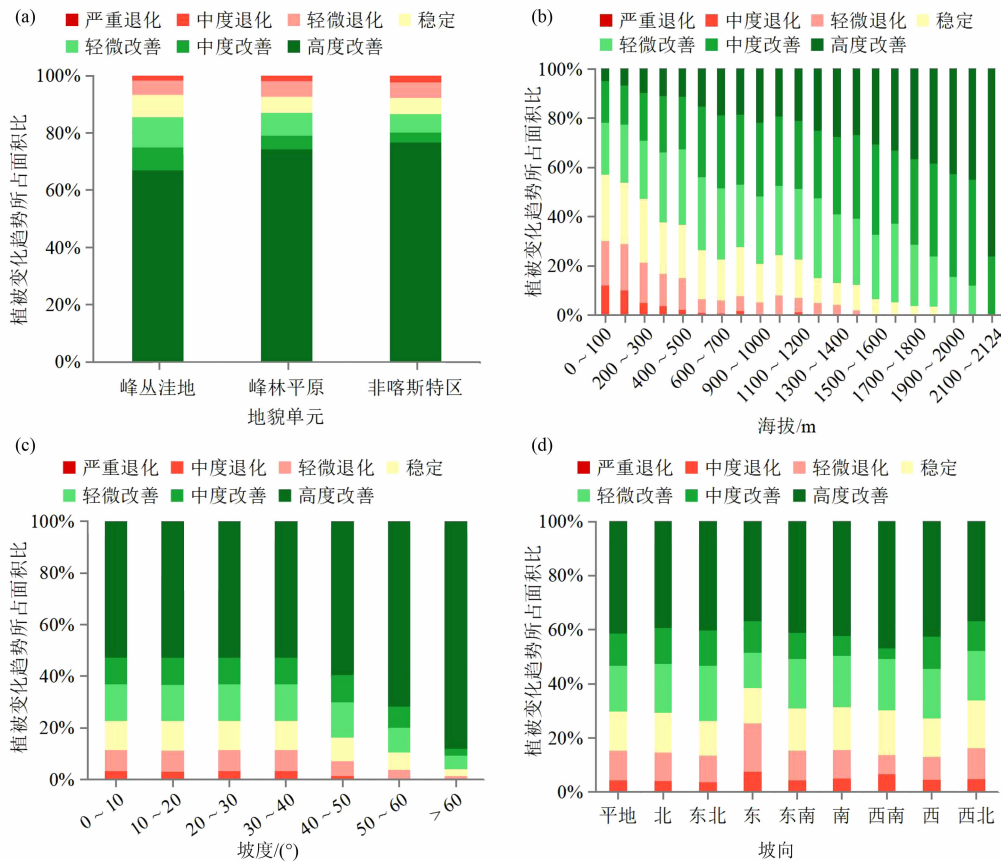 (a)
严重退化 中度退化 轻微退化 稳定
轻微改善 中度改善 高度改善
植被变化趋势所占面积比
100%
80%
60%
40%
20%
0%
峰丛洼地 峰林平原 非喀斯特区
地貌单元
(b)
严重退化 中度退化 轻微退化 稳定
轻微改善 中度改善 高度改善
植被变化趋势所占面积比
100%
80%
60%
40%
20%
0%
0～100 200～300 400～500 600～700 900～1000 1100～1200 1300～1400 1500～1600 1700～1800 1900～2000 2100～2124
海拔/m
(c)
严重退化 中度退化 轻微退化 稳定
轻微改善 中度改善 高度改善
植被变化趋势所占面积比
100%
80%
60%
40%
20%
0%
0～10 10～20 20～30 30～40 40～50 50～60 >60
坡度/(°)
(d)
严重退化 中度退化 轻微退化 稳定
轻微改善 中度改善 高度改善
植被变化趋势所占面积比
100%
80%
60%
40%
20%
0%
平地 北 东北 东 东南 南 西南 西 西北
坡向